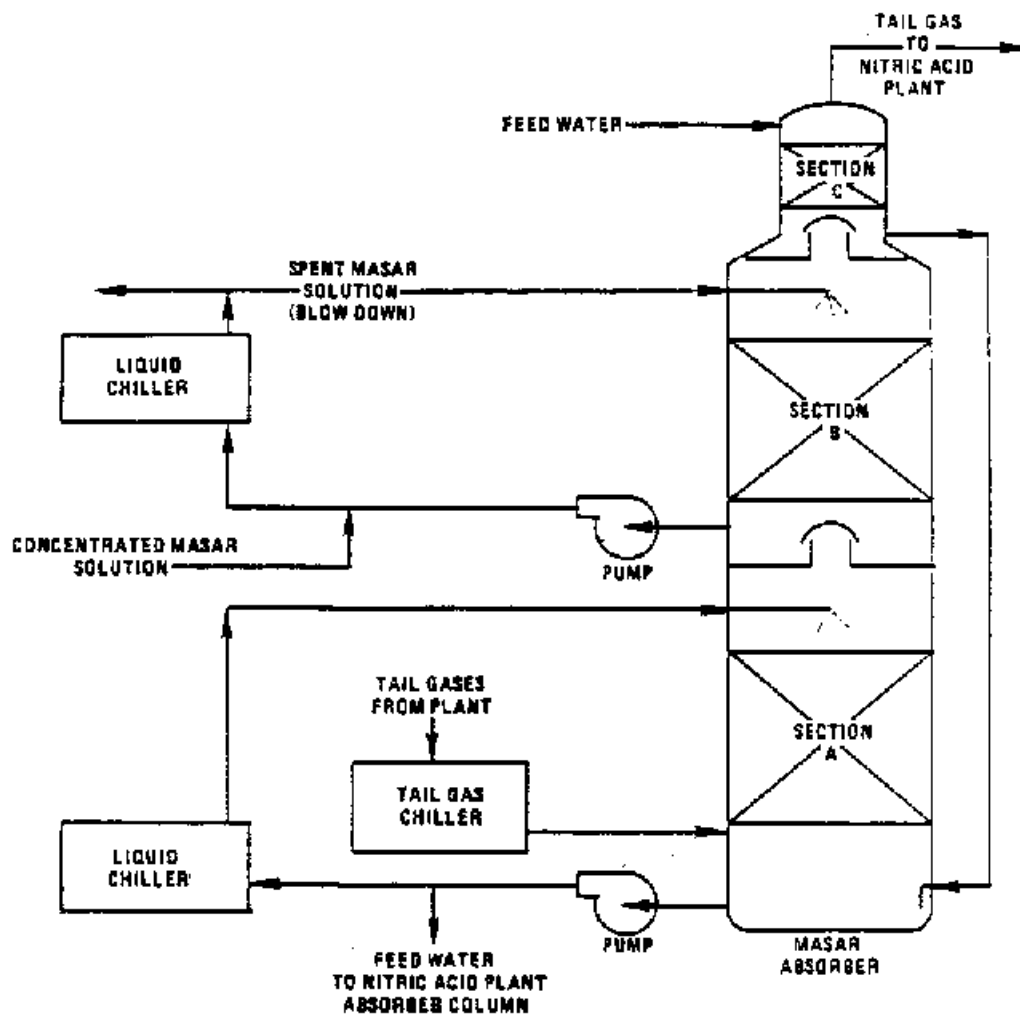 TAIL GAS
TO
NITRIC ACID
PLANT
FEED WATER
SECTION
C
SPENT MASAR
SOLUTION
(BLOW DOWN)
LIQUID
CHILLER
SECTION
B
CONCENTRATED MASAR
SOLUTION
PUMP
TAIL GASES
FROM PLANT
SECTION
A
TAIL GAS
CHILLER
LIQUID
CHILLER
PUMP
MASAR
ABSORBER
FEED WATER
TO NITRIC ACID PLANT
ABSORBER COLUMN